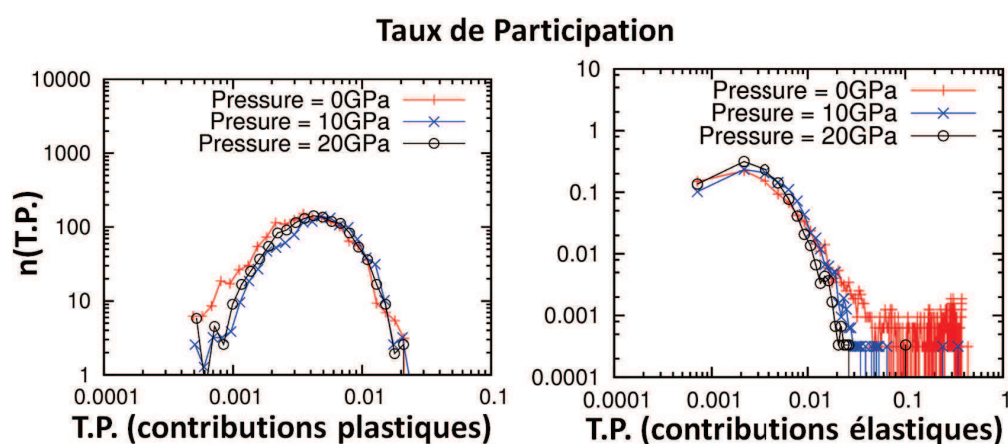 Taux de Participation
n(T.P.)
10000
1000
100
10
1
Pressure = 0GPa
Presure = 10GPa
Pressure = 20GPa
0.0001
0.001
0.01
0.1
T.P. (contributions plastiques)
10
1
0.1
0.01
0.001
0.0001
Pressure = 0GPa
Pressure = 10GPa
Pressure = 20GPa
0.0001
0.001
0.01
0.1
1
T.P. (contributions élastiques)